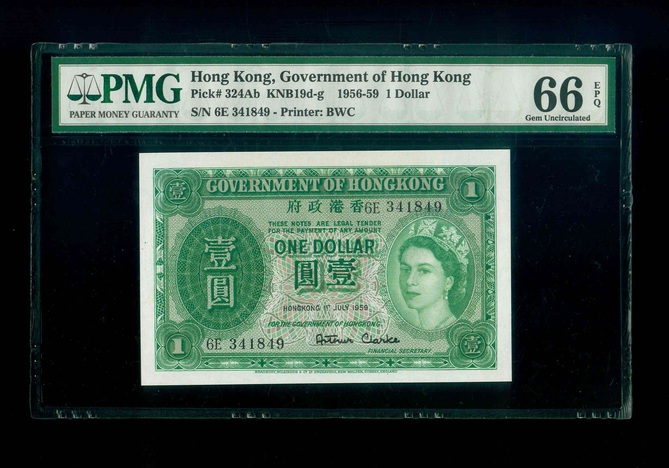 PMG
PAPER MONEY GUARANTY
Hong Kong, Government of Hong Kong
Pick# 324Ab KNB19d-g 1956-59 1 Dollar
S/N 6E 341849 - Printer: BWC
66 EPQ
Gem Uncirculated
壹 GOVERNMENT OF HONGKONG 1
府政港香 6E 341849
THESE NOTES ARE LEGAL TENDER
FOR THE PAYMENT OF ANY AMOUNT
ONE DOLLAR
圓壹
壹圓
HONGKONG 1ST JULY 1959
FOR THE GOVERNMENT OF HONGKONG.
1 6E 341849 Arthur Clarke 壹
FINANCIAL SECRETARY.